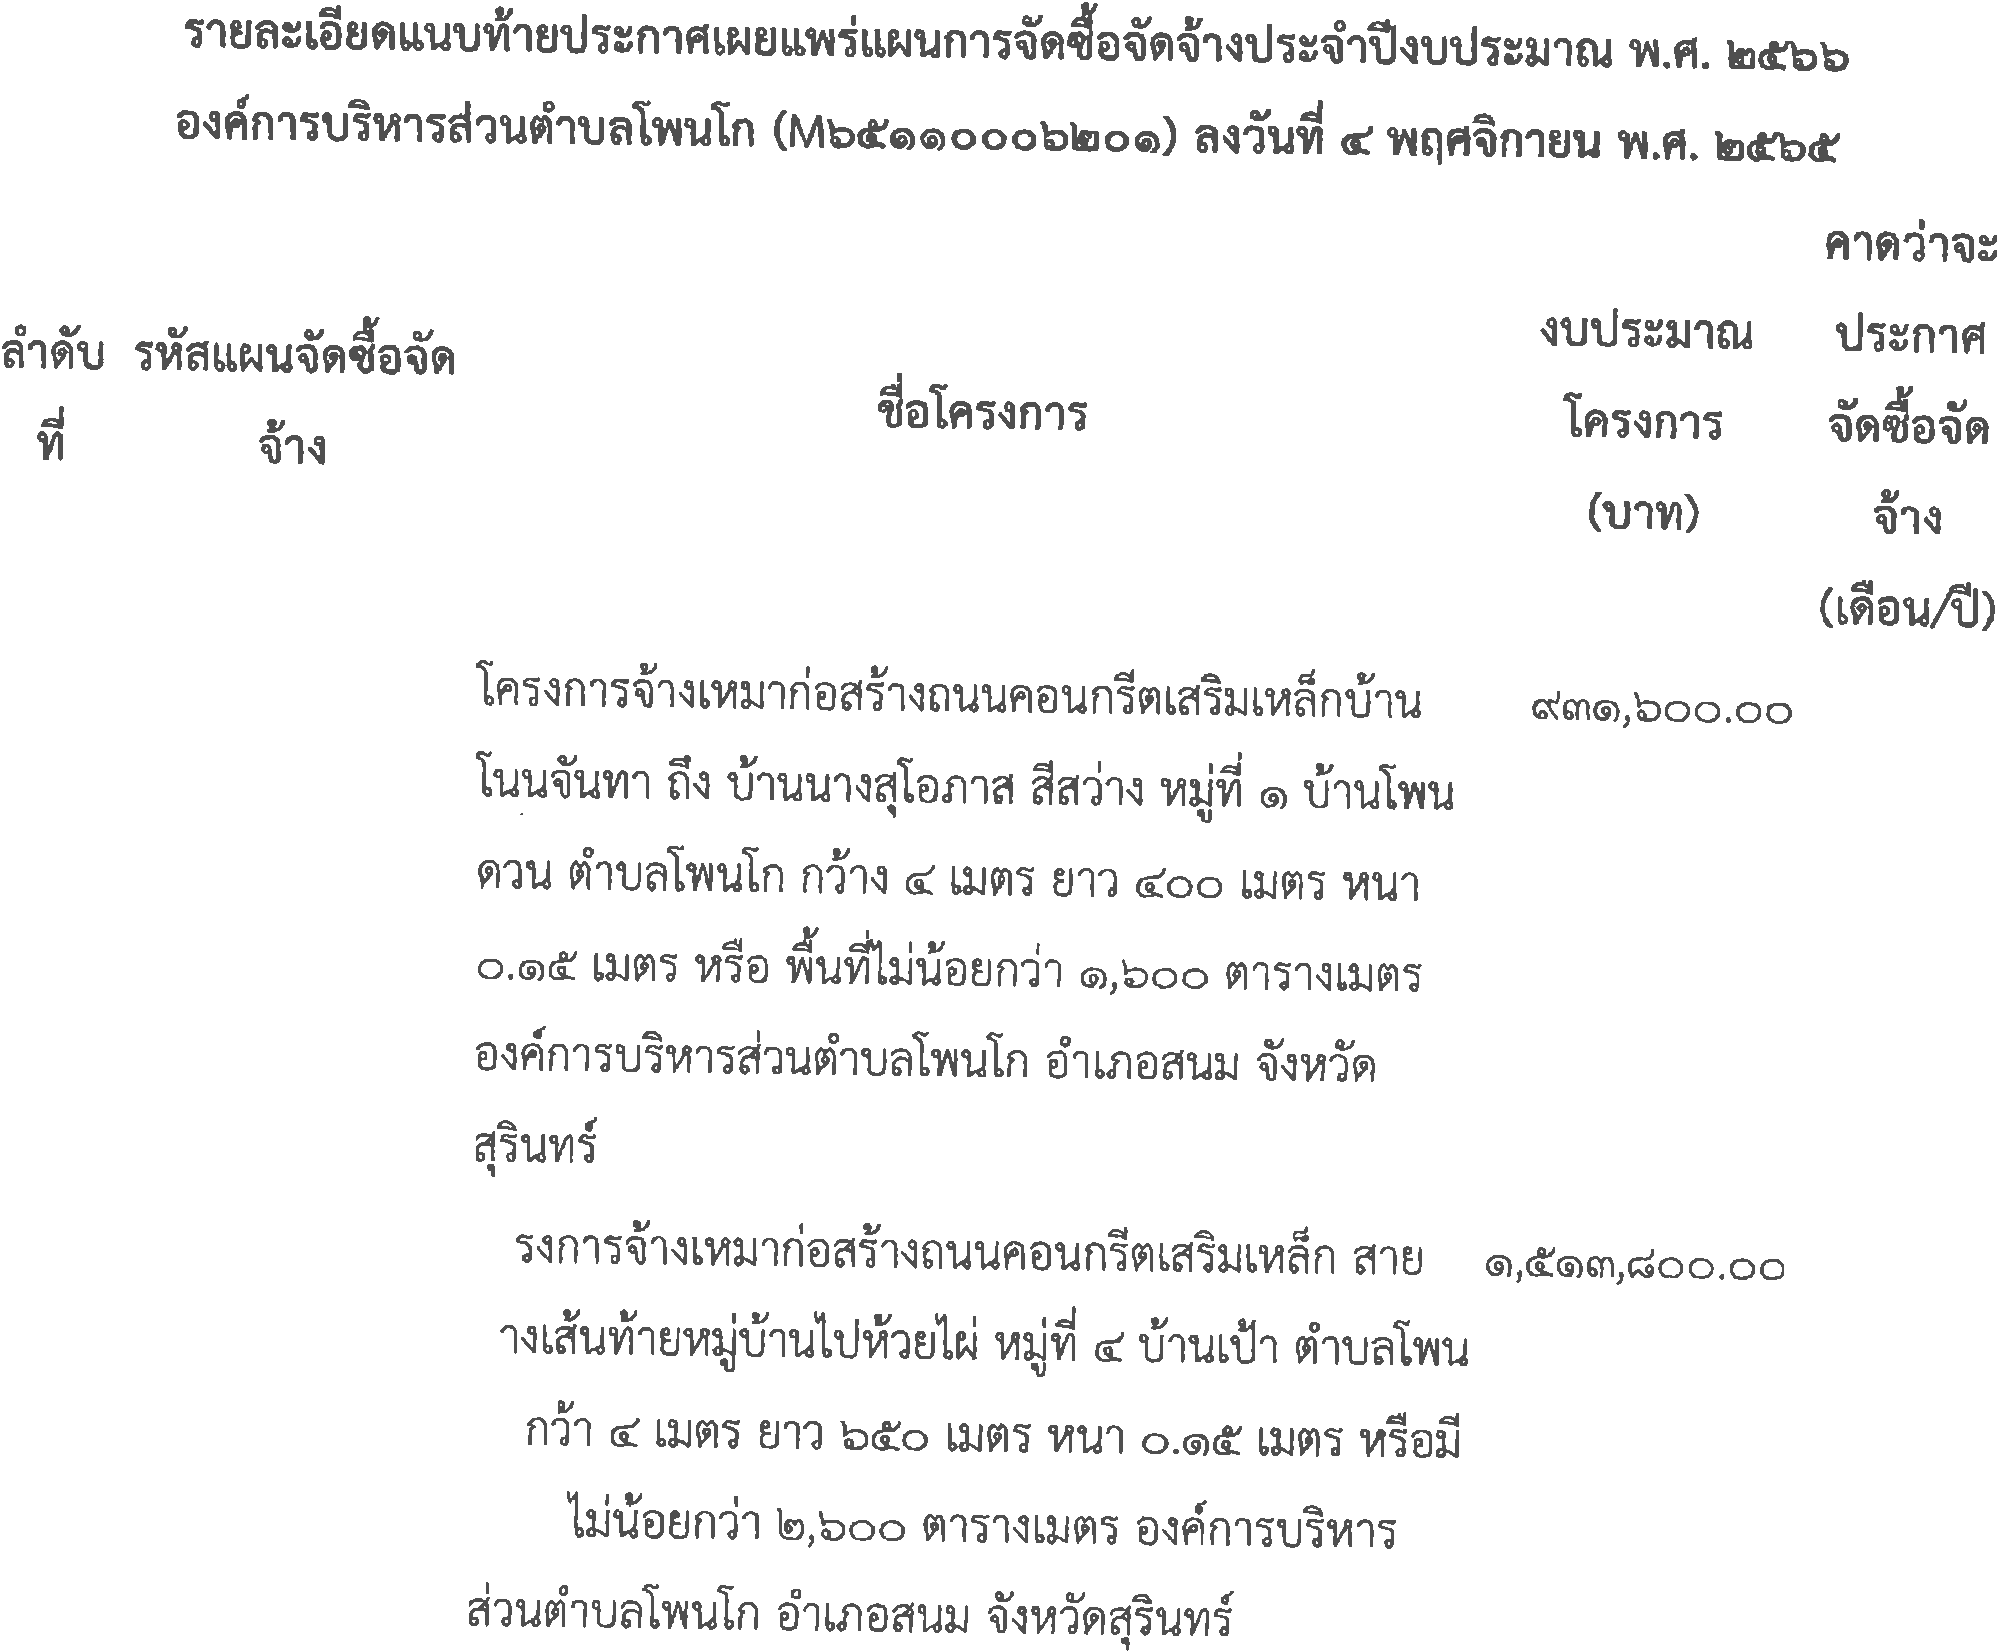 รายละเอียดแนบท้ายประกาศเผยแพร่แผนการจัดซื้อจัดจ้างประจำปีงบประมาณ พ.ศ. ๒๕๖๖
องค์การบริหารส่วนตำบลโพนโก (M๖๕๑๑๐๐๐๖๒๐๑) ลงวันที่ ๔ พฤศจิกายน พ.ศ. ๒๕๖๕
ลำดับ
ที่
รหัสแผนจัดซื้อจัด
จ้าง
ชื่อโครงการ
งบประมาณ
โครงการ
(บาท)
คาดว่าจะ
ประกาศ
จัดซื้อจัด
จ้าง
(เดือน/ปี)
โครงการจ้างเหมาก่อสร้างถนนคอนกรีตเสริมเหล็กบ้าน ๙๓๑,๖๐๐.๐๐
โนนจันทา ถึง บ้านนางสุโอภาส สีสว่าง หมู่ที่ ๑ บ้านโพน
ดวน ตำบลโพนโก กว้าง ๔ เมตร ยาว ๔๐๐ เมตร หนา
๐.๑๕ เมตร หรือ พื้นที่ไม่น้อยกว่า ๑,๖๐๐ ตารางเมตร
องค์การบริหารส่วนตำบลโพนโก อำเภอสนม จังหวัด
สุรินทร์
รงการจ้างเหมาก่อสร้างถนนคอนกรีตเสริมเหล็ก สาย ๑,๕๑๓,๘๐๐.๐๐
างเส้นท้ายหมู่บ้านไปห้วยไผ่ หมู่ที่ ๔ บ้านเป้า ตำบลโพน
กว้า ๔ เมตร ยาว ๖๕๐ เมตร หนา ๐.๑๕ เมตร หรือมี
ไม่น้อยกว่า ๒,๖๐๐ ตารางเมตร องค์การบริหาร
ส่วนตำบลโพนโก อำเภอสนม จังหวัดสุรินทร์